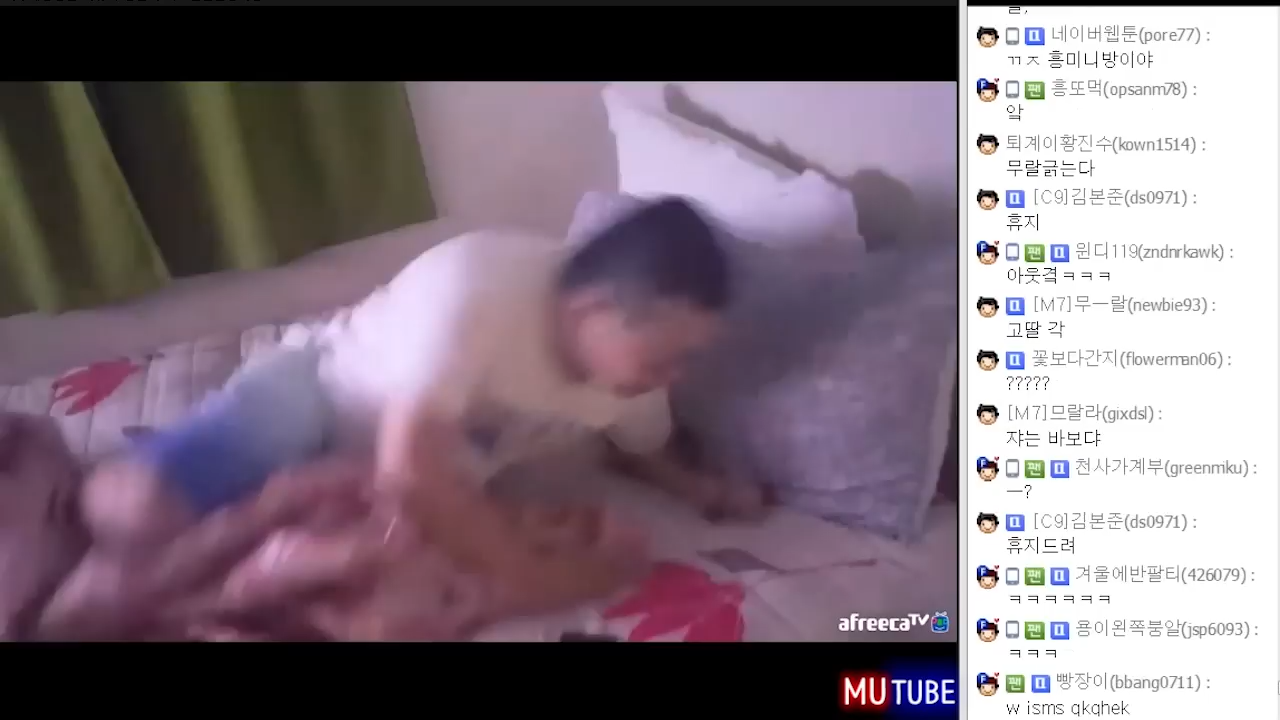 네이버웹툰(pore77) :
ㄲㅈ 흥미니방이야
흥또먹(opsanm78) :
앜
퇴계이황진수(kown1514) :
무랄긁는다
[C9]김본준(ds0971) :
휴지
윈디119(zndnrkawk) :
아웃겔ㅋㅋㅋ
[M7]무ㅡ랄(newbie93) :
고딸 각
꽃보다간지(flowerman06) :
?????
[M7]므랄라(gixdsl) :
쟈는 바보댜
천사가계부(greenmku) :
ㅡ?
[C9]김본준(ds0971) :
휴지드려
겨울에반팔티(426079) :
ㅋㅋㅋㅋㅋㅋ
용이왼쪽붕알(jsp6093) :
ㅋㅋㅋ
빵장이(bbang0711) :
w isms qkqhek
afreecaTV
MUTUBE